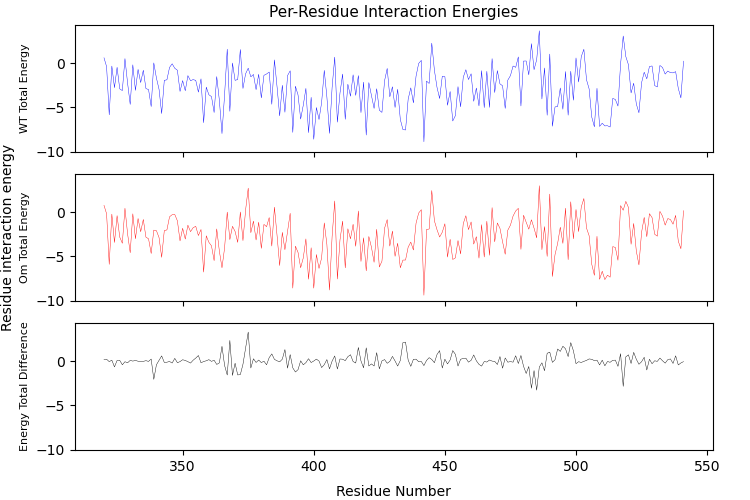 Per-Residue Interaction Energies
Residue interaction energy
WT Total Energy
0
−5
−10
Om Total Energy
0
−5
−10
Energy Total Difference
0
−5
−10
350 400 450 500 550
Residue Number